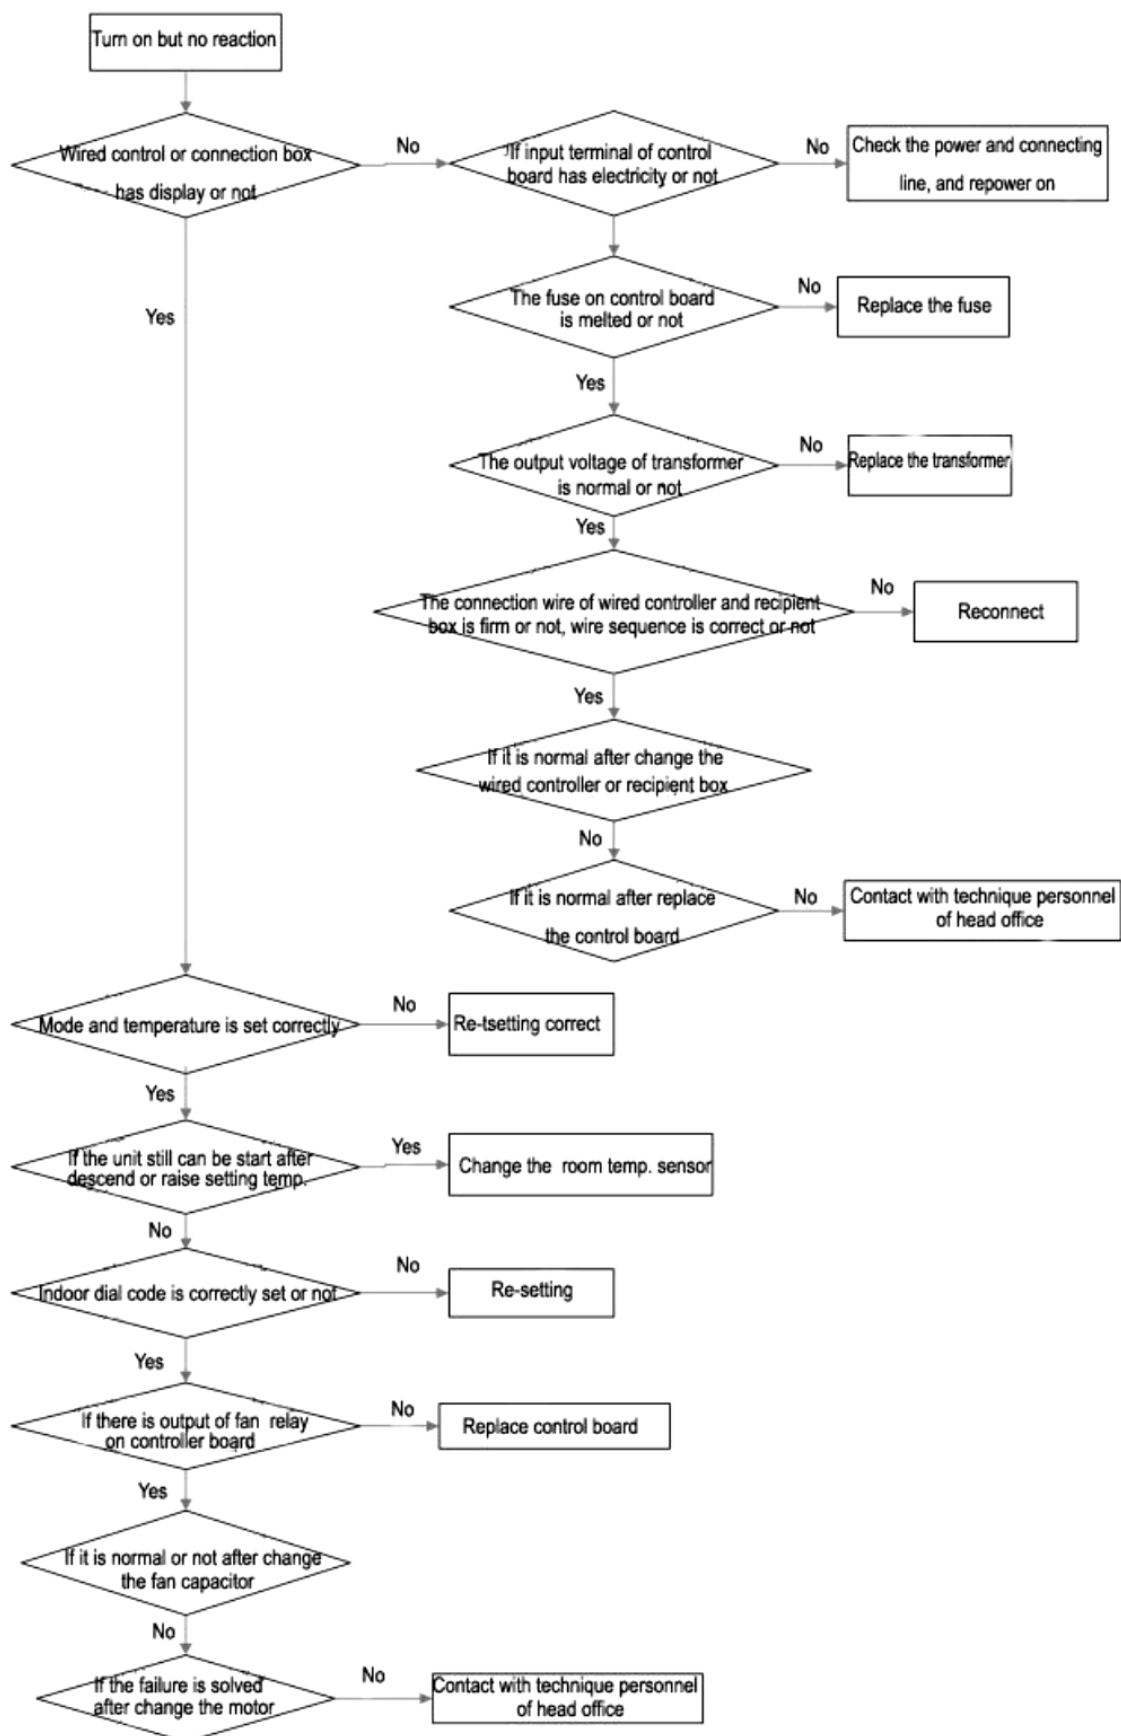 Turn on but no reaction
Wired control or connection box
has display or not
No
If input terminal of control
board has electricity or not
No
Check the power and connecting
line, and repower on
Yes
The fuse on control board
is melted or not
No
Replace the fuse
Yes
The output voltage of transformer
is normal or not
No
Replace the transformer
Yes
The connection wire of wired controller and recipient
box is firm or not, wire sequence is correct or not
No
Reconnect
Yes
If it is normal after change the
wired controller or recipient box
No
If it is normal after replace
the control board
No
Contact with technique personnel
of head office
Mode and temperature is set correctly
No
Re-tsetting correct
Yes
If the unit still can be start after
descend or raise setting temp.
Yes
Change the room temp. sensor
No
Indoor dial code is correctly set or not
No
Re-setting
Yes
If there is output of fan relay
on controller board
No
Replace control board
Yes
If it is normal or not after change
the fan capacitor
No
If the failure is solved
after change the motor
No
Contact with technique personnel
of head office